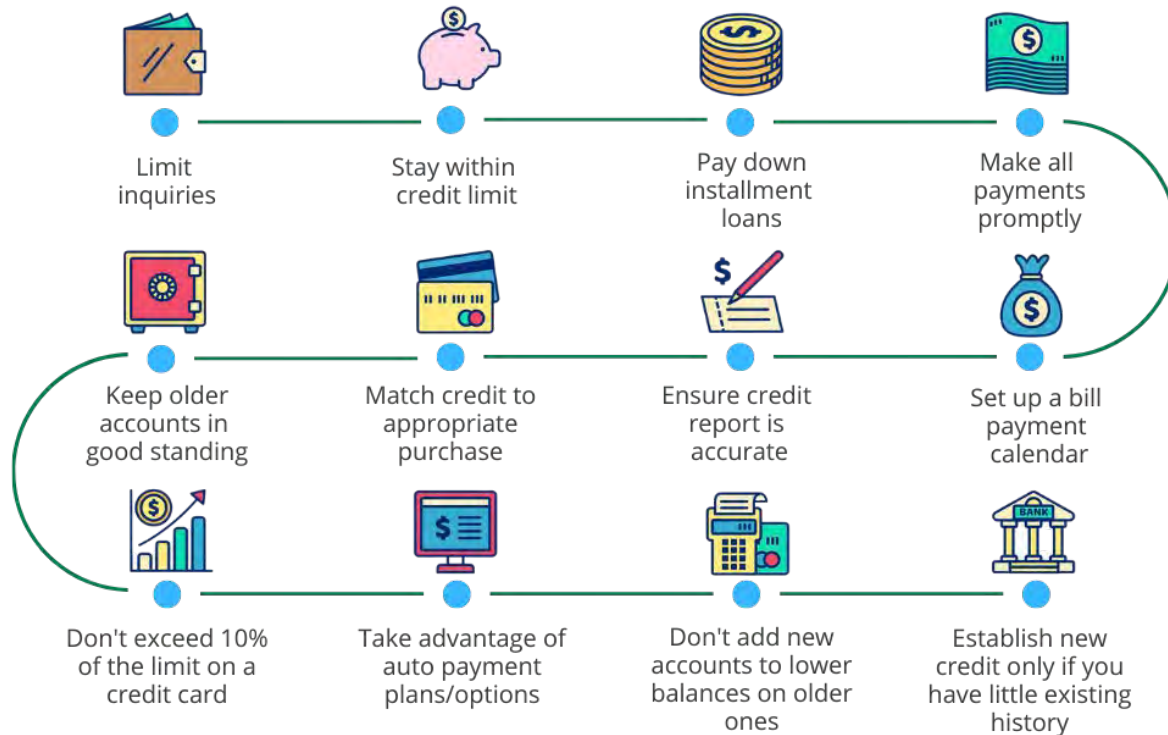 Limit
inquiries
Stay within
credit limit
Pay down
installment
loans
Make all
payments
promptly
Keep older
accounts in
good standing
Match credit to
appropriate
purchase
$
Ensure credit
report is
accurate
$
Set up a bill
payment
calendar
$
Don't exceed 10%
of the limit on a
credit card
$
Take advantage of
auto payment
plans/options
Don't add new
accounts to lower
balances on older
ones
BANK
Establish new
credit only if you
have little existing
history